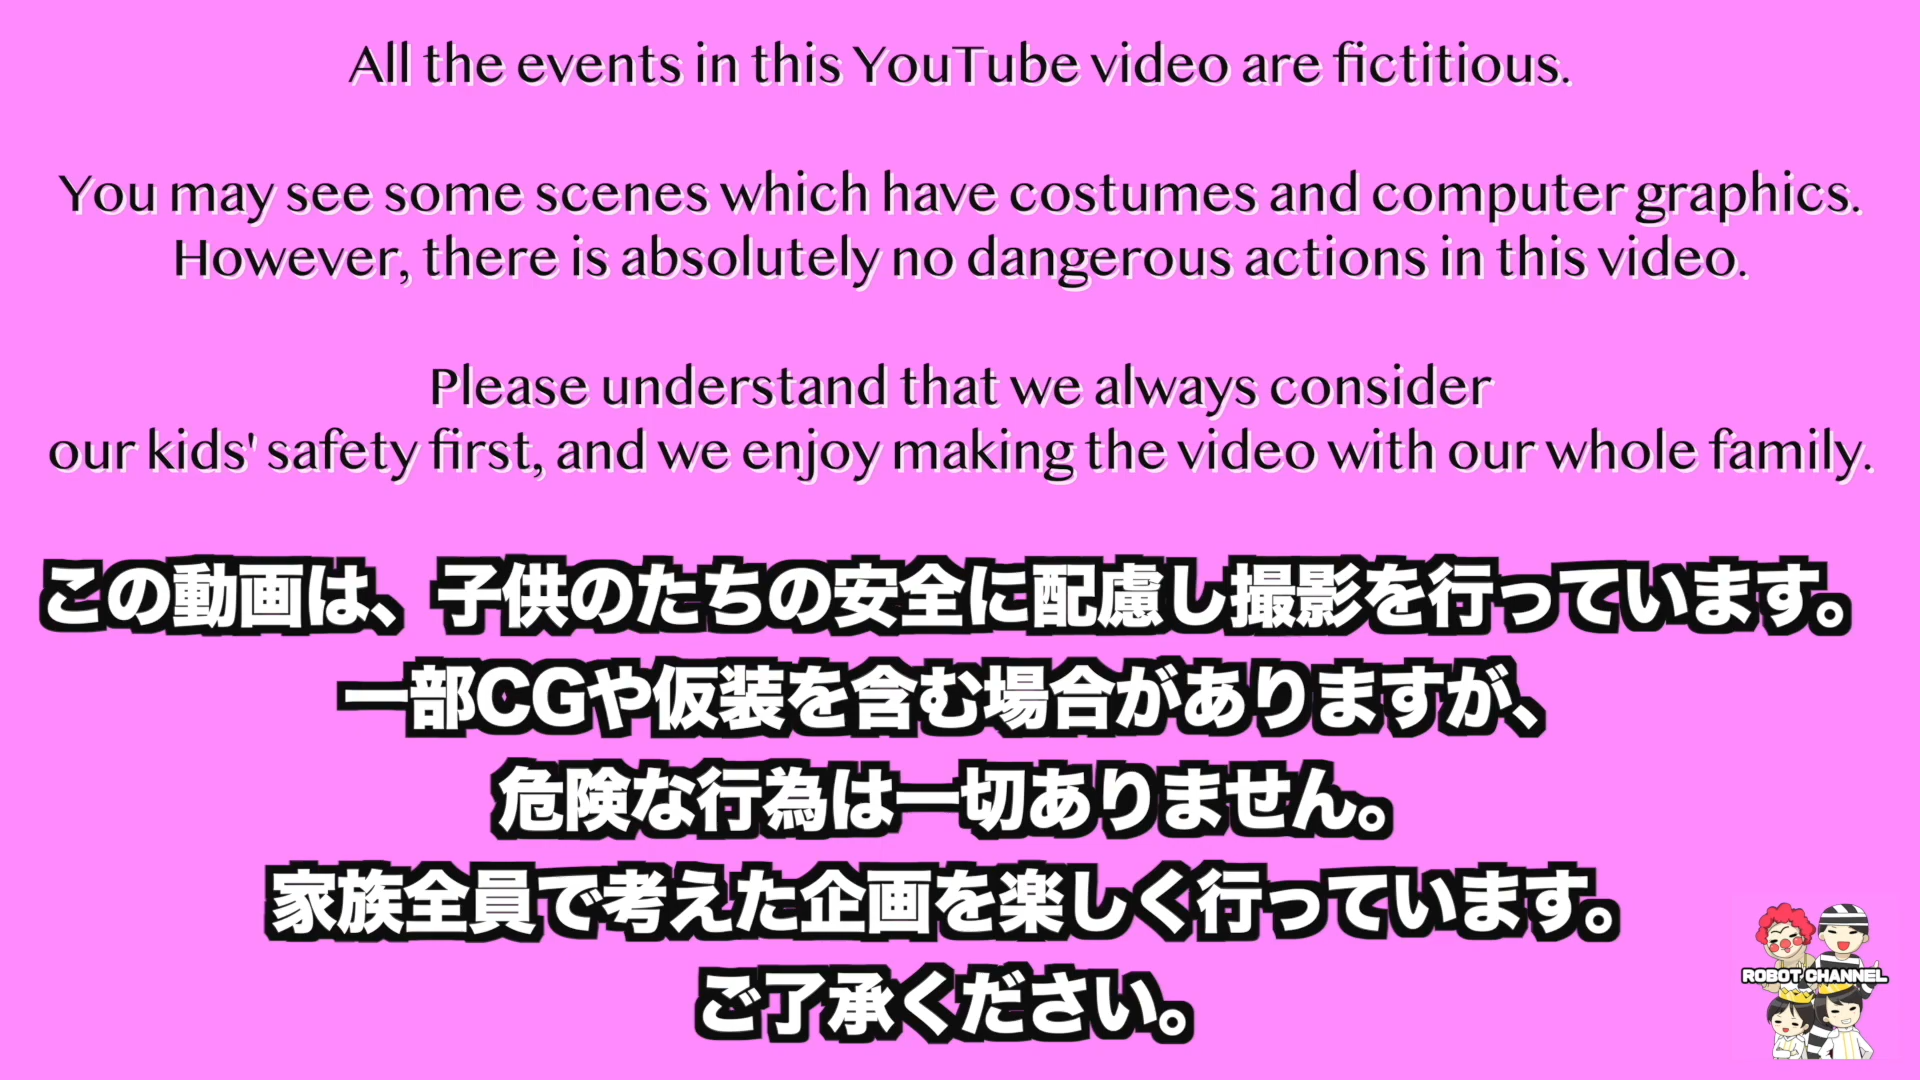 All the events in this YouTube video are fictitious.
You may see some scenes which have costumes and computer graphics.
However, there is absolutely no dangerous actions in this video.
Please understand that we always consider
our kids' safety first, and we enjoy making the video with our whole family.
この動画は、子供のたちの安全に配慮し撮影を行っています。
一部CGや仮装を含む場合がありますが、
危険な行為は一切ありません。
家族全員で考えた企画を楽しく行っています。
ご了承ください。
ROBOT CHANNEL